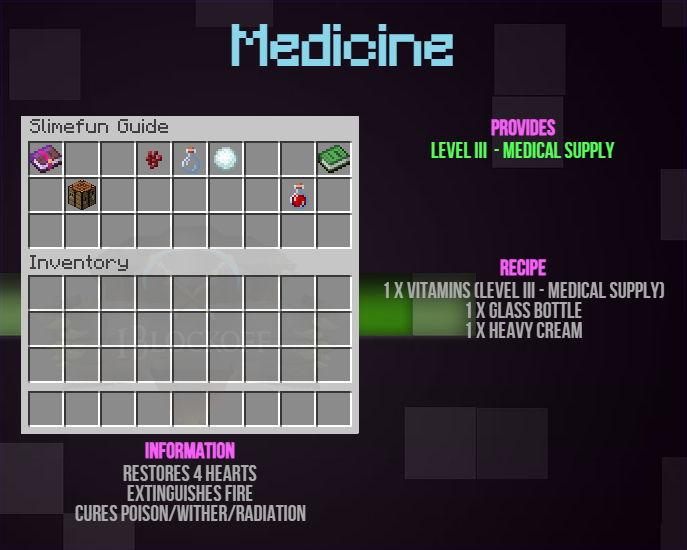 Medicine
Slimefun Guide
Inventory
PROVIDES
LEVEL III - MEDICAL SUPPLY
RECIPE
1 X VITAMINS (LEVEL III - MEDICAL SUPPLY)
1 X GLASS BOTTLE
1 X HEAVY CREAM
INFORMATION
RESTORES 4 HEARTS
EXTINGUISHES FIRE
CURES POISON/WITHER/RADIATION